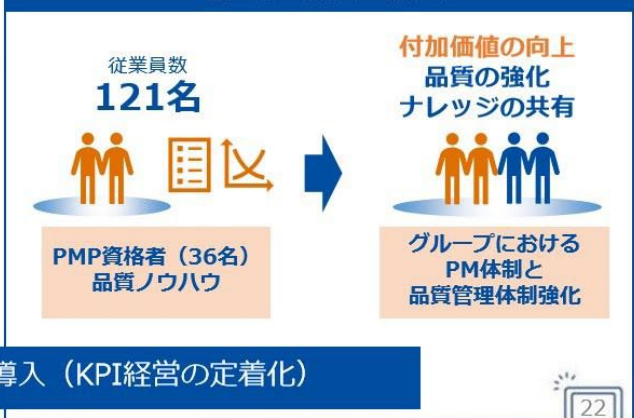 従業員数
121名
PMP資格者（36名）
品質ノウハウ
付加価値の向上
品質の強化
ナレッジの共有
グループにおける
PM体制と
品質管理体制強化
導入（KPI経営の定着化）
22